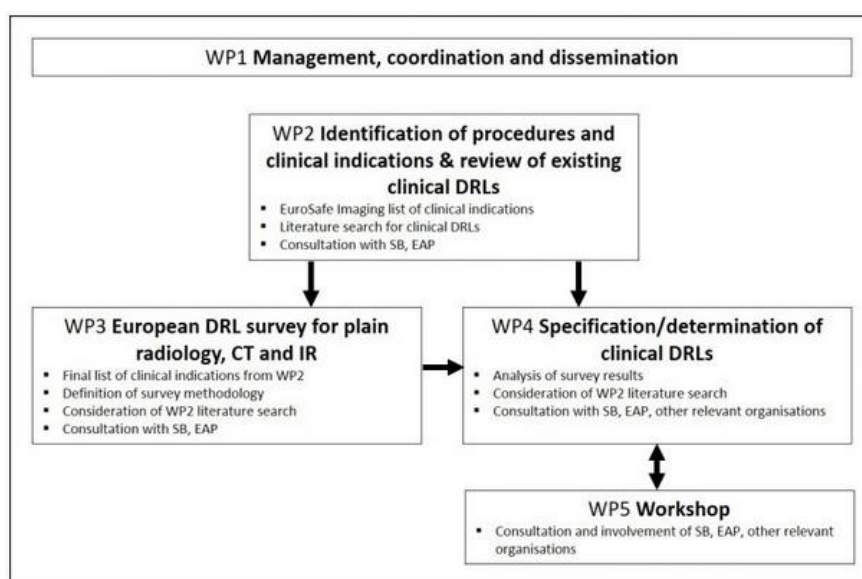 WP1 Management, coordination and dissemination
WP2 Identification of procedures and
clinical indications & review of existing
clinical DRLs
▪ EuroSafe Imaging list of clinical indications
▪ Literature search for clinical DRLs
▪ Consultation with SB, EAP
WP3 European DRL survey for plain
radiology, CT and IR
▪ Final list of clinical indications from WP2
▪ Definition of survey methodology
▪ Consideration of WP2 literature search
▪ Consultation with SB, EAP
WP4 Specification/determination of
clinical DRLs
▪ Analysis of survey results
▪ Consideration of WP2 literature search
▪ Consultation with SB, EAP, other relevant organisations
WP5 Workshop
▪ Consultation and involvement of SB, EAP, other relevant
organisations